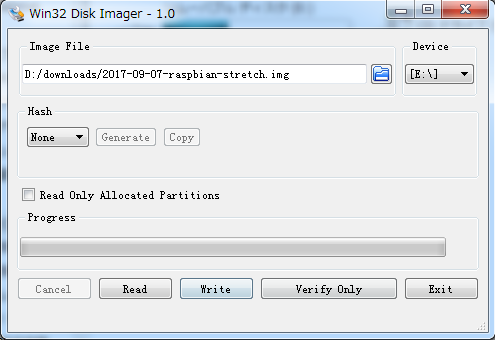 Win32 Disk Imager - 1.0
Image File
Device
D:/downloads/2017-09-07-raspbian-stretch.img
[E:\]
Hash
None
Generate
Copy
Read Only Allocated Partitions
Progress
Cancel
Read
Write
Verify Only
Exit